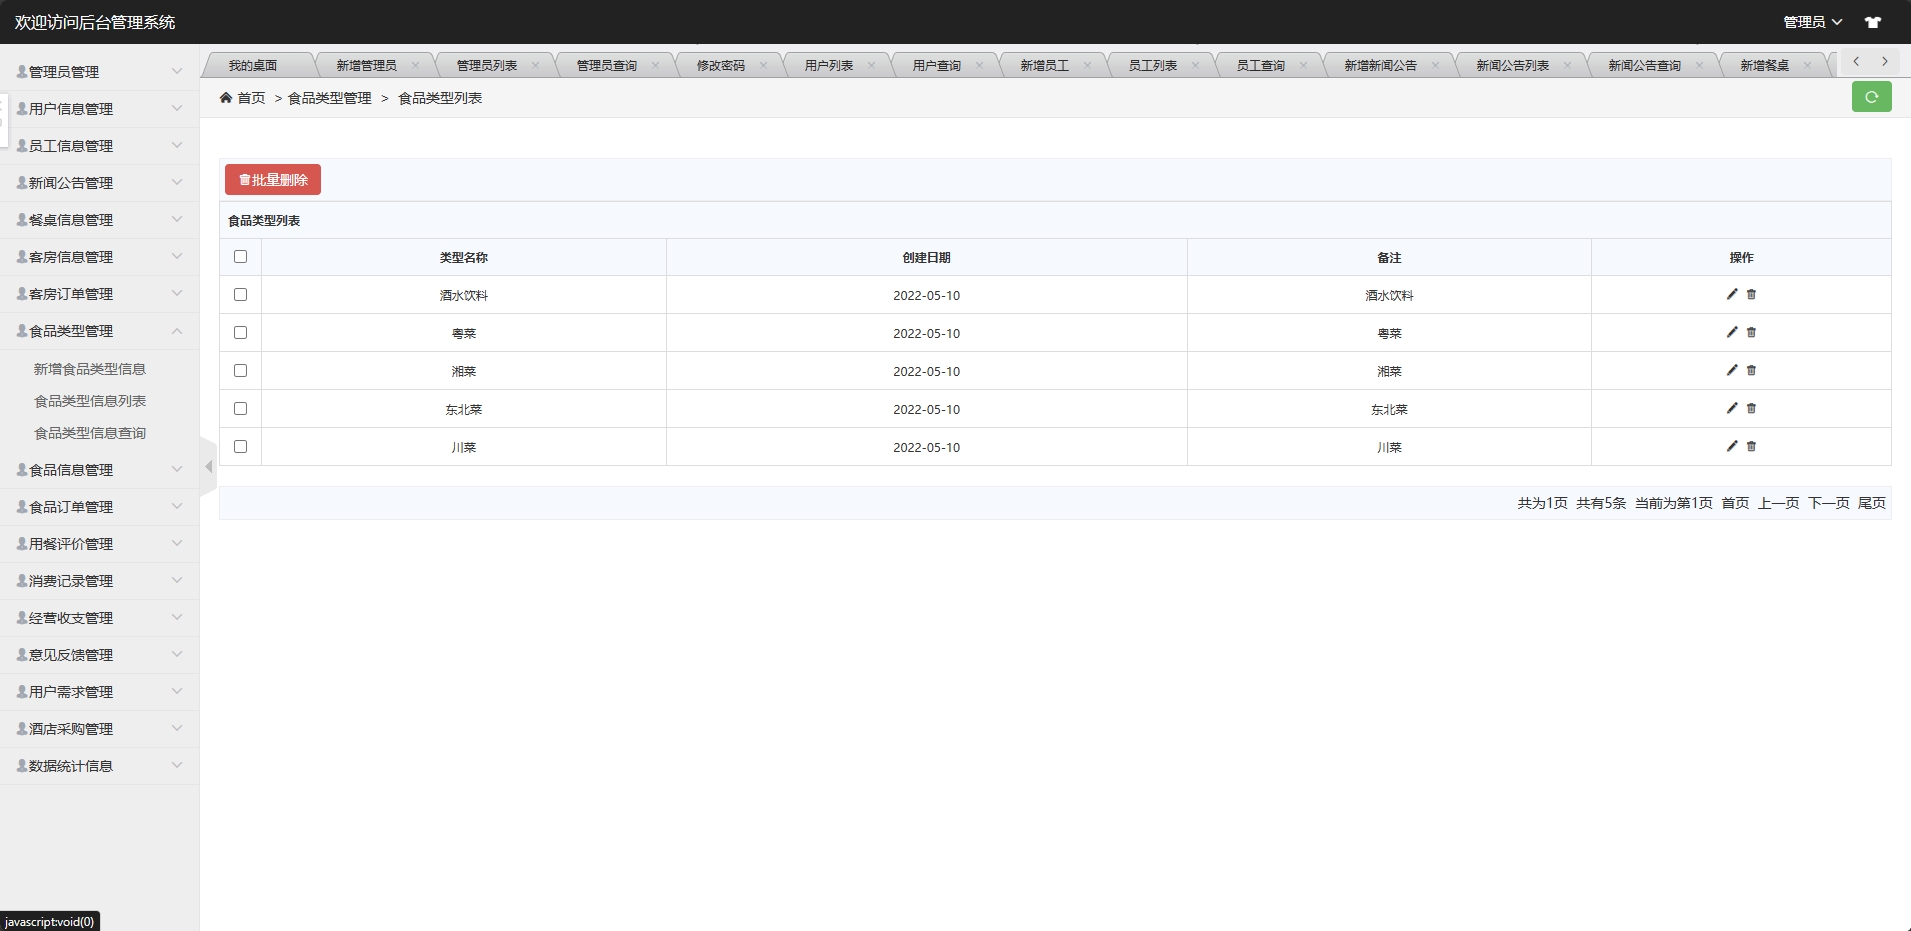 欢迎访问后台管理系统
管理员
管理员管理
用户信息管理
员工信息管理
新闻公告管理
餐桌信息管理
客房信息管理
客房订单管理
食品类型管理
新增食品类型信息
食品类型信息列表
食品类型信息查询
食品信息管理
食品订单管理
用餐评价管理
消费记录管理
经营收支管理
意见反馈管理
用户需求管理
酒店采购管理
数据统计信息
我的桌面 新增管理员 管理员列表 管理员查询 修改密码 用户列表 用户查询 新增员工 员工列表 员工查询 新增新闻公告 新闻公告列表 新闻公告查询 新增餐桌
首页 > 食品类型管理 > 食品类型列表
批量删除
食品类型列表
类型名称 创建日期 备注 操作
酒水饮料 2022-05-10 酒水饮料
粤菜 2022-05-10 粤菜
湘菜 2022-05-10 湘菜
东北菜 2022-05-10 东北菜
川菜 2022-05-10 川菜
共为1页 共有5条 当前为第1页 首页 上一页 下一页 尾页
javascript:void(0)